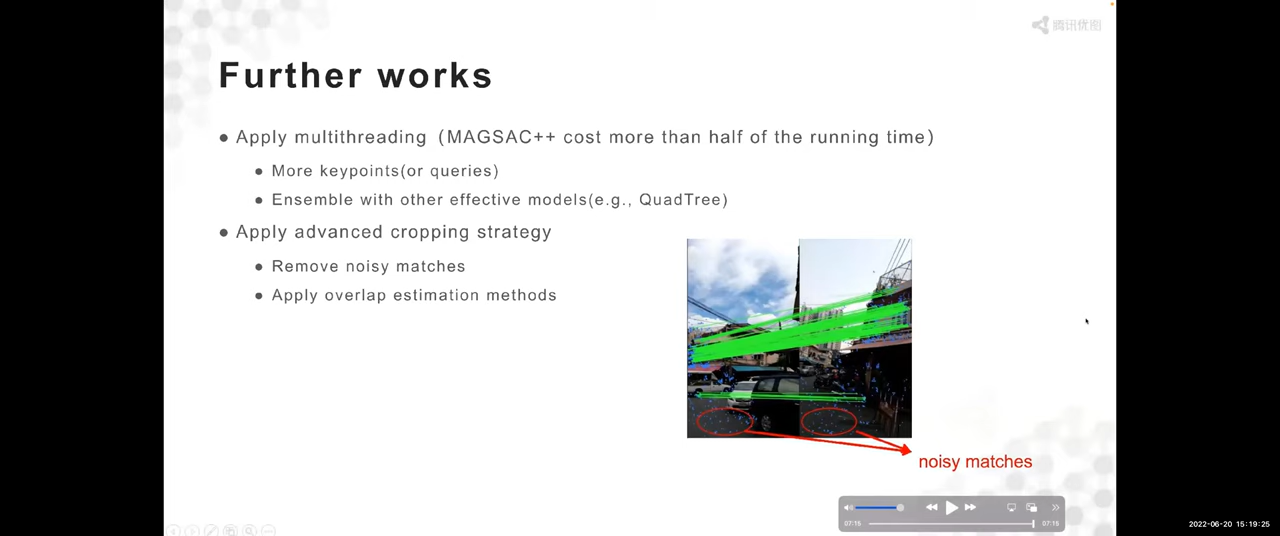 腾讯优图
Further works
● Apply multithreading (MAGSAC++ cost more than half of the running time)
● More keypoints(or queries)
● Ensemble with other effective models(e.g., QuadTree)
● Apply advanced cropping strategy
● Remove noisy matches
● Apply overlap estimation methods
noisy matches
07:15
07:15
2022-06-20 15:19:25